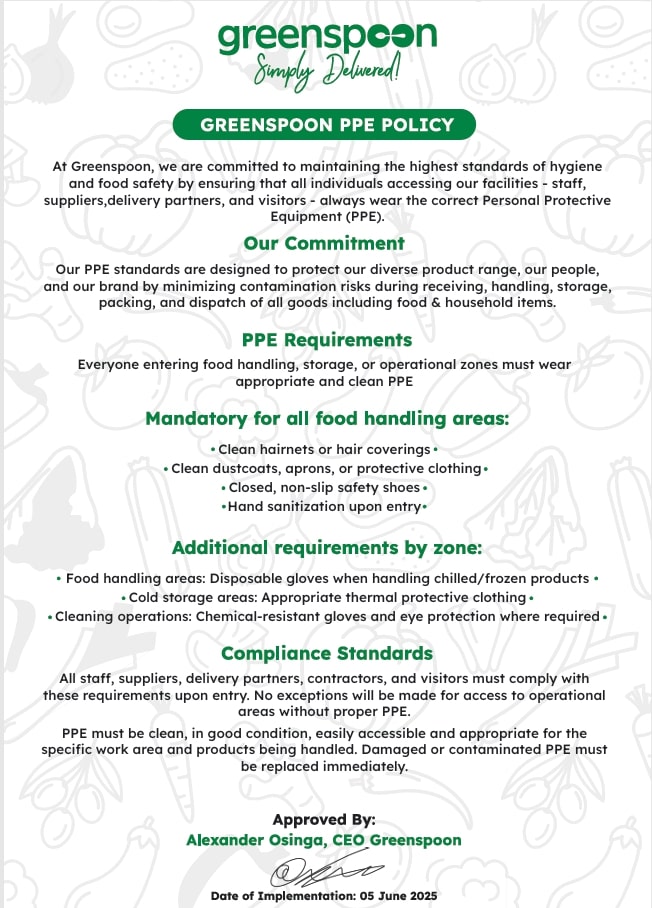 greenspoon
Simply Delivered!
GREENSPOON PPE POLICY
At Greenspoon, we are committed to maintaining the highest standards of hygiene
and food safety by ensuring that all individuals accessing our facilities - staff,
suppliers,delivery partners, and visitors - always wear the correct Personal Protective
Equipment (PPE).
Our Commitment
Our PPE standards are designed to protect our diverse product range, our people,
and our brand by minimizing contamination risks during receiving, handling, storage,
packing, and dispatch of all goods including food & household items.
PPE Requirements
Everyone entering food handling, storage, or operational zones must wear
appropriate and clean PPE
Mandatory for all food handling areas:
• Clean hairnets or hair coverings •
• Clean dustcoats, aprons, or protective clothing •
• Closed, non-slip safety shoes •
•Hand sanitization upon entry•
Additional requirements by zone:
• Food handling areas: Disposable gloves when handling chilled/frozen products •
• Cold storage areas: Appropriate thermal protective clothing •
• Cleaning operations: Chemical-resistant gloves and eye protection where required •
Compliance Standards
All staff, suppliers, delivery partners, contractors, and visitors must comply with
these requirements upon entry. No exceptions will be made for access to operational
areas without proper PPE.
PPE must be clean, in good condition, easily accessible and appropriate for the
specific work area and products being handled. Damaged or contaminated PPE must
be replaced immediately.
Approved By:
Alexander Osinga, CEO Greenspoon
Date of Implementation: 05 June 2025